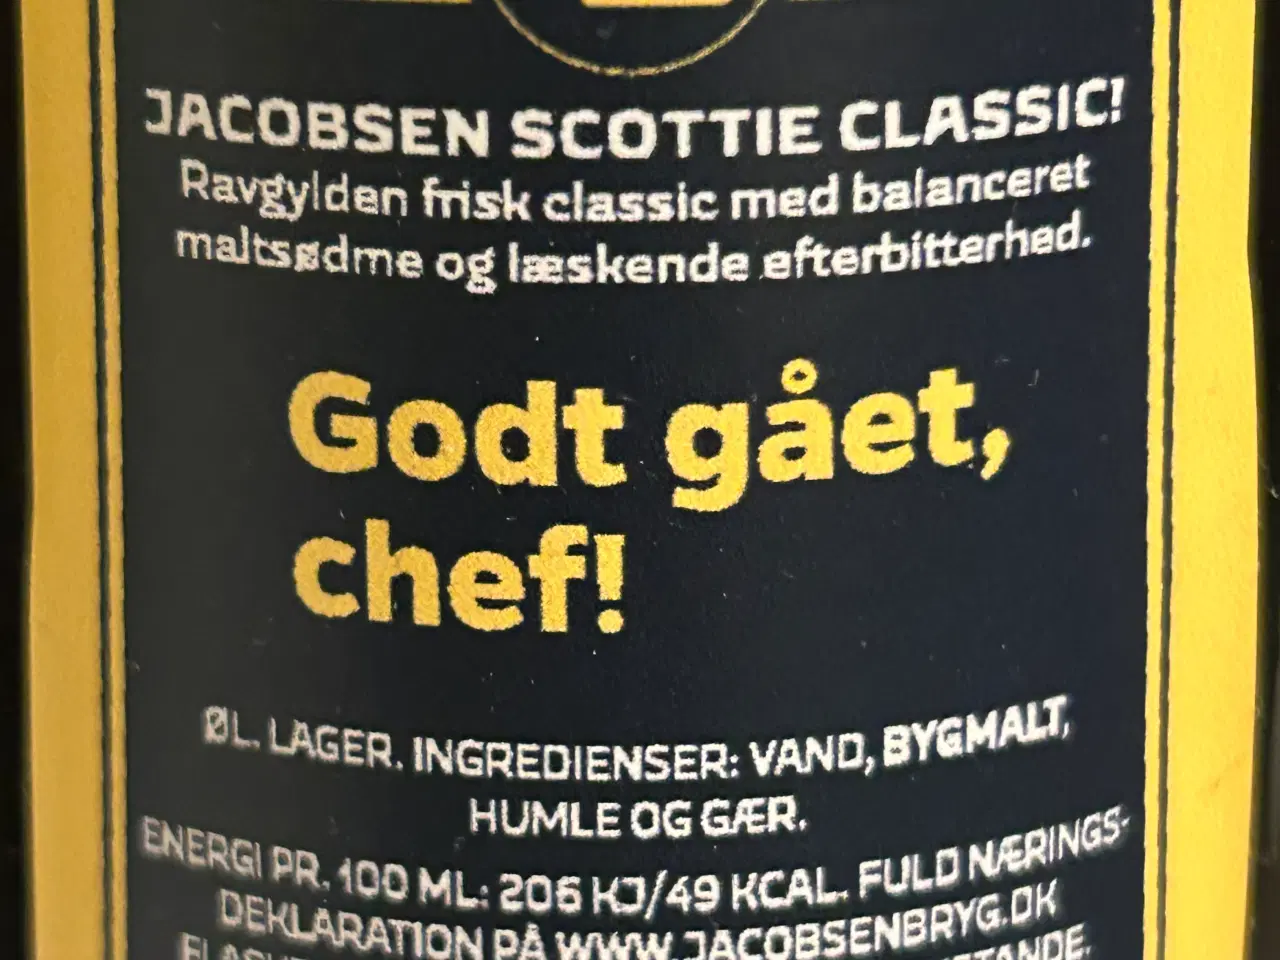 JACOBSEN SCOTTIE CLASSIC!
Ravgylden frisk classic med balanceret
maltsødme og læskende efterbitterhed.
Godt gået,
chef!
ØL. LAGER. INGREDIENSER: VAND, BYGMALT,
HUMLE OG GÆR.
ENERGI PR. 100 ML: 206 KJ/49 KCAL. FULD NÆRINGS-
DEKLARATION PÅ WWW.JACOBSENBRYG.DK